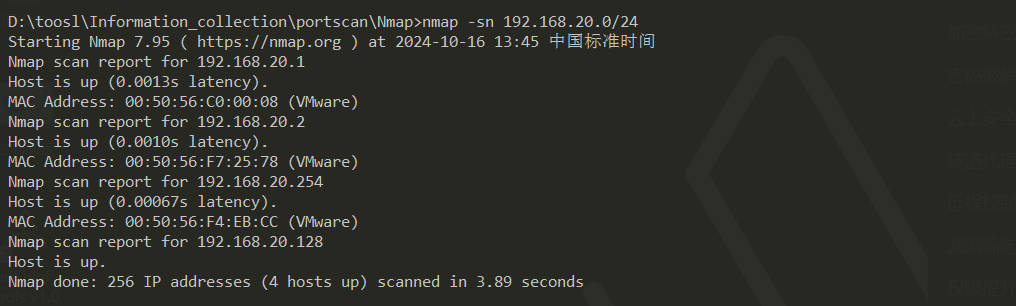 D:\toosl\Information_collection\portscan\Nmap>nmap -sn 192.168.20.0/24
Starting Nmap 7.95 ( https://nmap.org ) at 2024-10-16 13:45 中国标准时间
Nmap scan report for 192.168.20.1
Host is up (0.0013s latency).
MAC Address: 00:50:56:C0:00:08 (VMware)
Nmap scan report for 192.168.20.2
Host is up (0.0010s latency).
MAC Address: 00:50:56:F7:25:78 (VMware)
Nmap scan report for 192.168.20.254
Host is up (0.00067s latency).
MAC Address: 00:50:56:F4:EB:CC (VMware)
Nmap scan report for 192.168.20.128
Host is up.
Nmap done: 256 IP addresses (4 hosts up) scanned in 3.89 seconds